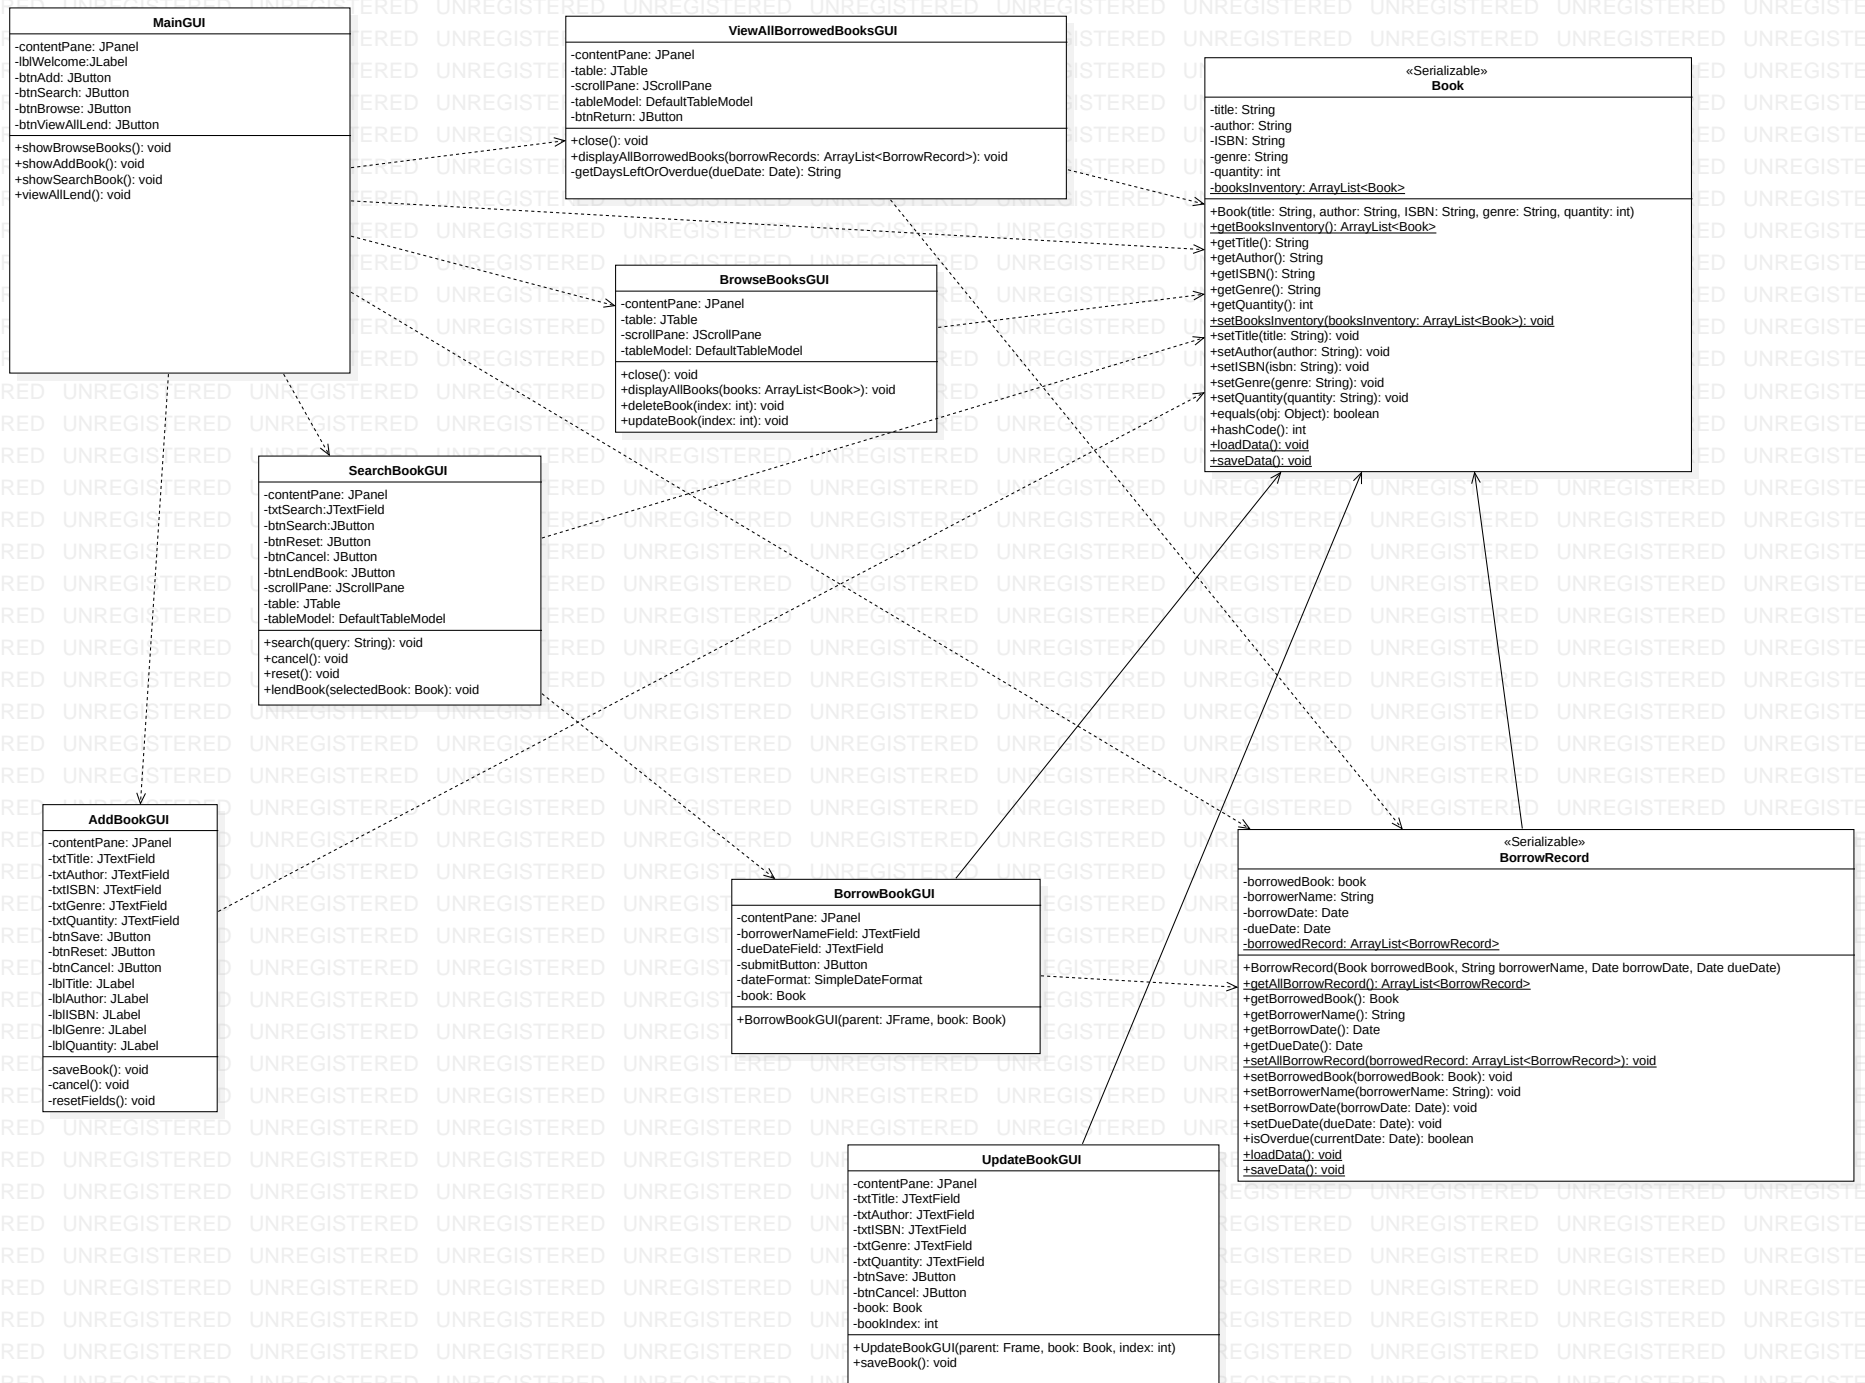 MainGUI
-contentPane: JPanel
-lblWelcome:JLabel
-btnAdd: JButton
-btnSearch: JButton
-btnBrowse: JButton
-btnViewAllLend: JButton
+showBrowseBooks(): void
+showAddBook(): void
+showSearchBook(): void
+viewAllLend(): void
ViewAllBorrowedBooksGUI
-contentPane: JPanel
-table: JTable
-scrollPane: JScrollPane
-tableModel: DefaultTableModel
-btnReturn: JButton
+close(): void
+displayAllBorrowedBooks(borrowRecords: ArrayList<BorrowRecord>): void
-getDaysLeftOrOverdue(dueDate: Date): String
«Serializable»
Book
-title: String
-author: String
-ISBN: String
-genre: String
-quantity: int
-booksInventory: ArrayList<Book>
+Book(title: String, author: String, ISBN: String, genre: String, quantity: int)
+getBooksInventory(): ArrayList<Book>
+getTitle(): String
+getAuthor(): String
+getISBN(): String
+getGenre(): String
+getQuantity(): int
+setBooksInventory(booksInventory: ArrayList<Book>): void
+setTitle(title: String): void
+setAuthor(author: String): void
+setISBN(isbn: String): void
+setGenre(genre: String): void
+setQuantity(quantity: String): void
+equals(obj: Object): boolean
+hashCode(): int
+loadData(): void
+saveData(): void
BrowseBooksGUI
-contentPane: JPanel
-table: JTable
-scrollPane: JScrollPane
-tableModel: DefaultTableModel
+close(): void
+displayAllBooks(books: ArrayList<Book>): void
+deleteBook(index: int): void
+updateBook(index: int): void
SearchBookGUI
-contentPane: JPanel
-txtSearch:JTextField
-btnSearch:JButton
-btnReset: JButton
-btnCancel: JButton
-btnLendBook: JButton
-scrollPane: JScrollPane
-table: JTable
-tableModel: DefaultTableModel
+search(query: String): void
+cancel(): void
+reset(): void
+lendBook(selectedBook: Book): void
AddBookGUI
-contentPane: JPanel
-txtTitle: JTextField
-txtAuthor: JTextField
-txtISBN: JTextField
-txtGenre: JTextField
-txtQuantity: JTextField
-btnSave: JButton
-btnReset: JButton
-btnCancel: JButton
-lblTitle: JLabel
-lblAuthor: JLabel
-lblISBN: JLabel
-lblGenre: JLabel
-lblQuantity: JLabel
-saveBook(): void
-cancel(): void
-resetFields(): void
BorrowBookGUI
-contentPane: JPanel
-borrowerNameField: JTextField
-dueDateField: JTextField
-submitButton: JButton
-dateFormat: SimpleDateFormat
-book: Book
+BorrowBookGUI(parent: JFrame, book: Book)
«Serializable»
BorrowRecord
-borrowedBook: book
-borrowerName: String
-borrowDate: Date
-dueDate: Date
-borrowedRecord: ArrayList<BorrowRecord>
+BorrowRecord(Book borrowedBook, String borrowerName, Date borrowDate, Date dueDate)
+getAllBorrowRecord(): ArrayList<BorrowRecord>
+getBorrowedBook(): Book
+getBorrowerName(): String
+getBorrowDate(): Date
+getDueDate(): Date
+setAllBorrowRecord(borrowedRecord: ArrayList<BorrowRecord>): void
+setBorrowedBook(borrowedBook: Book): void
+setBorrowerName(borrowerName: String): void
+setBorrowDate(borrowDate: Date): void
+setDueDate(dueDate: Date): void
+isOverdue(currentDate: Date): boolean
+loadData(): void
+saveData(): void
UpdateBookGUI
-contentPane: JPanel
-txtTitle: JTextField
-txtAuthor: JTextField
-txtISBN: JTextField
-txtGenre: JTextField
-txtQuantity: JTextField
-btnSave: JButton
-btnCancel: JButton
-book: Book
-bookIndex: int
+UpdateBookGUI(parent: Frame, book: Book, index: int)
+saveBook(): void
UNREGISTERED